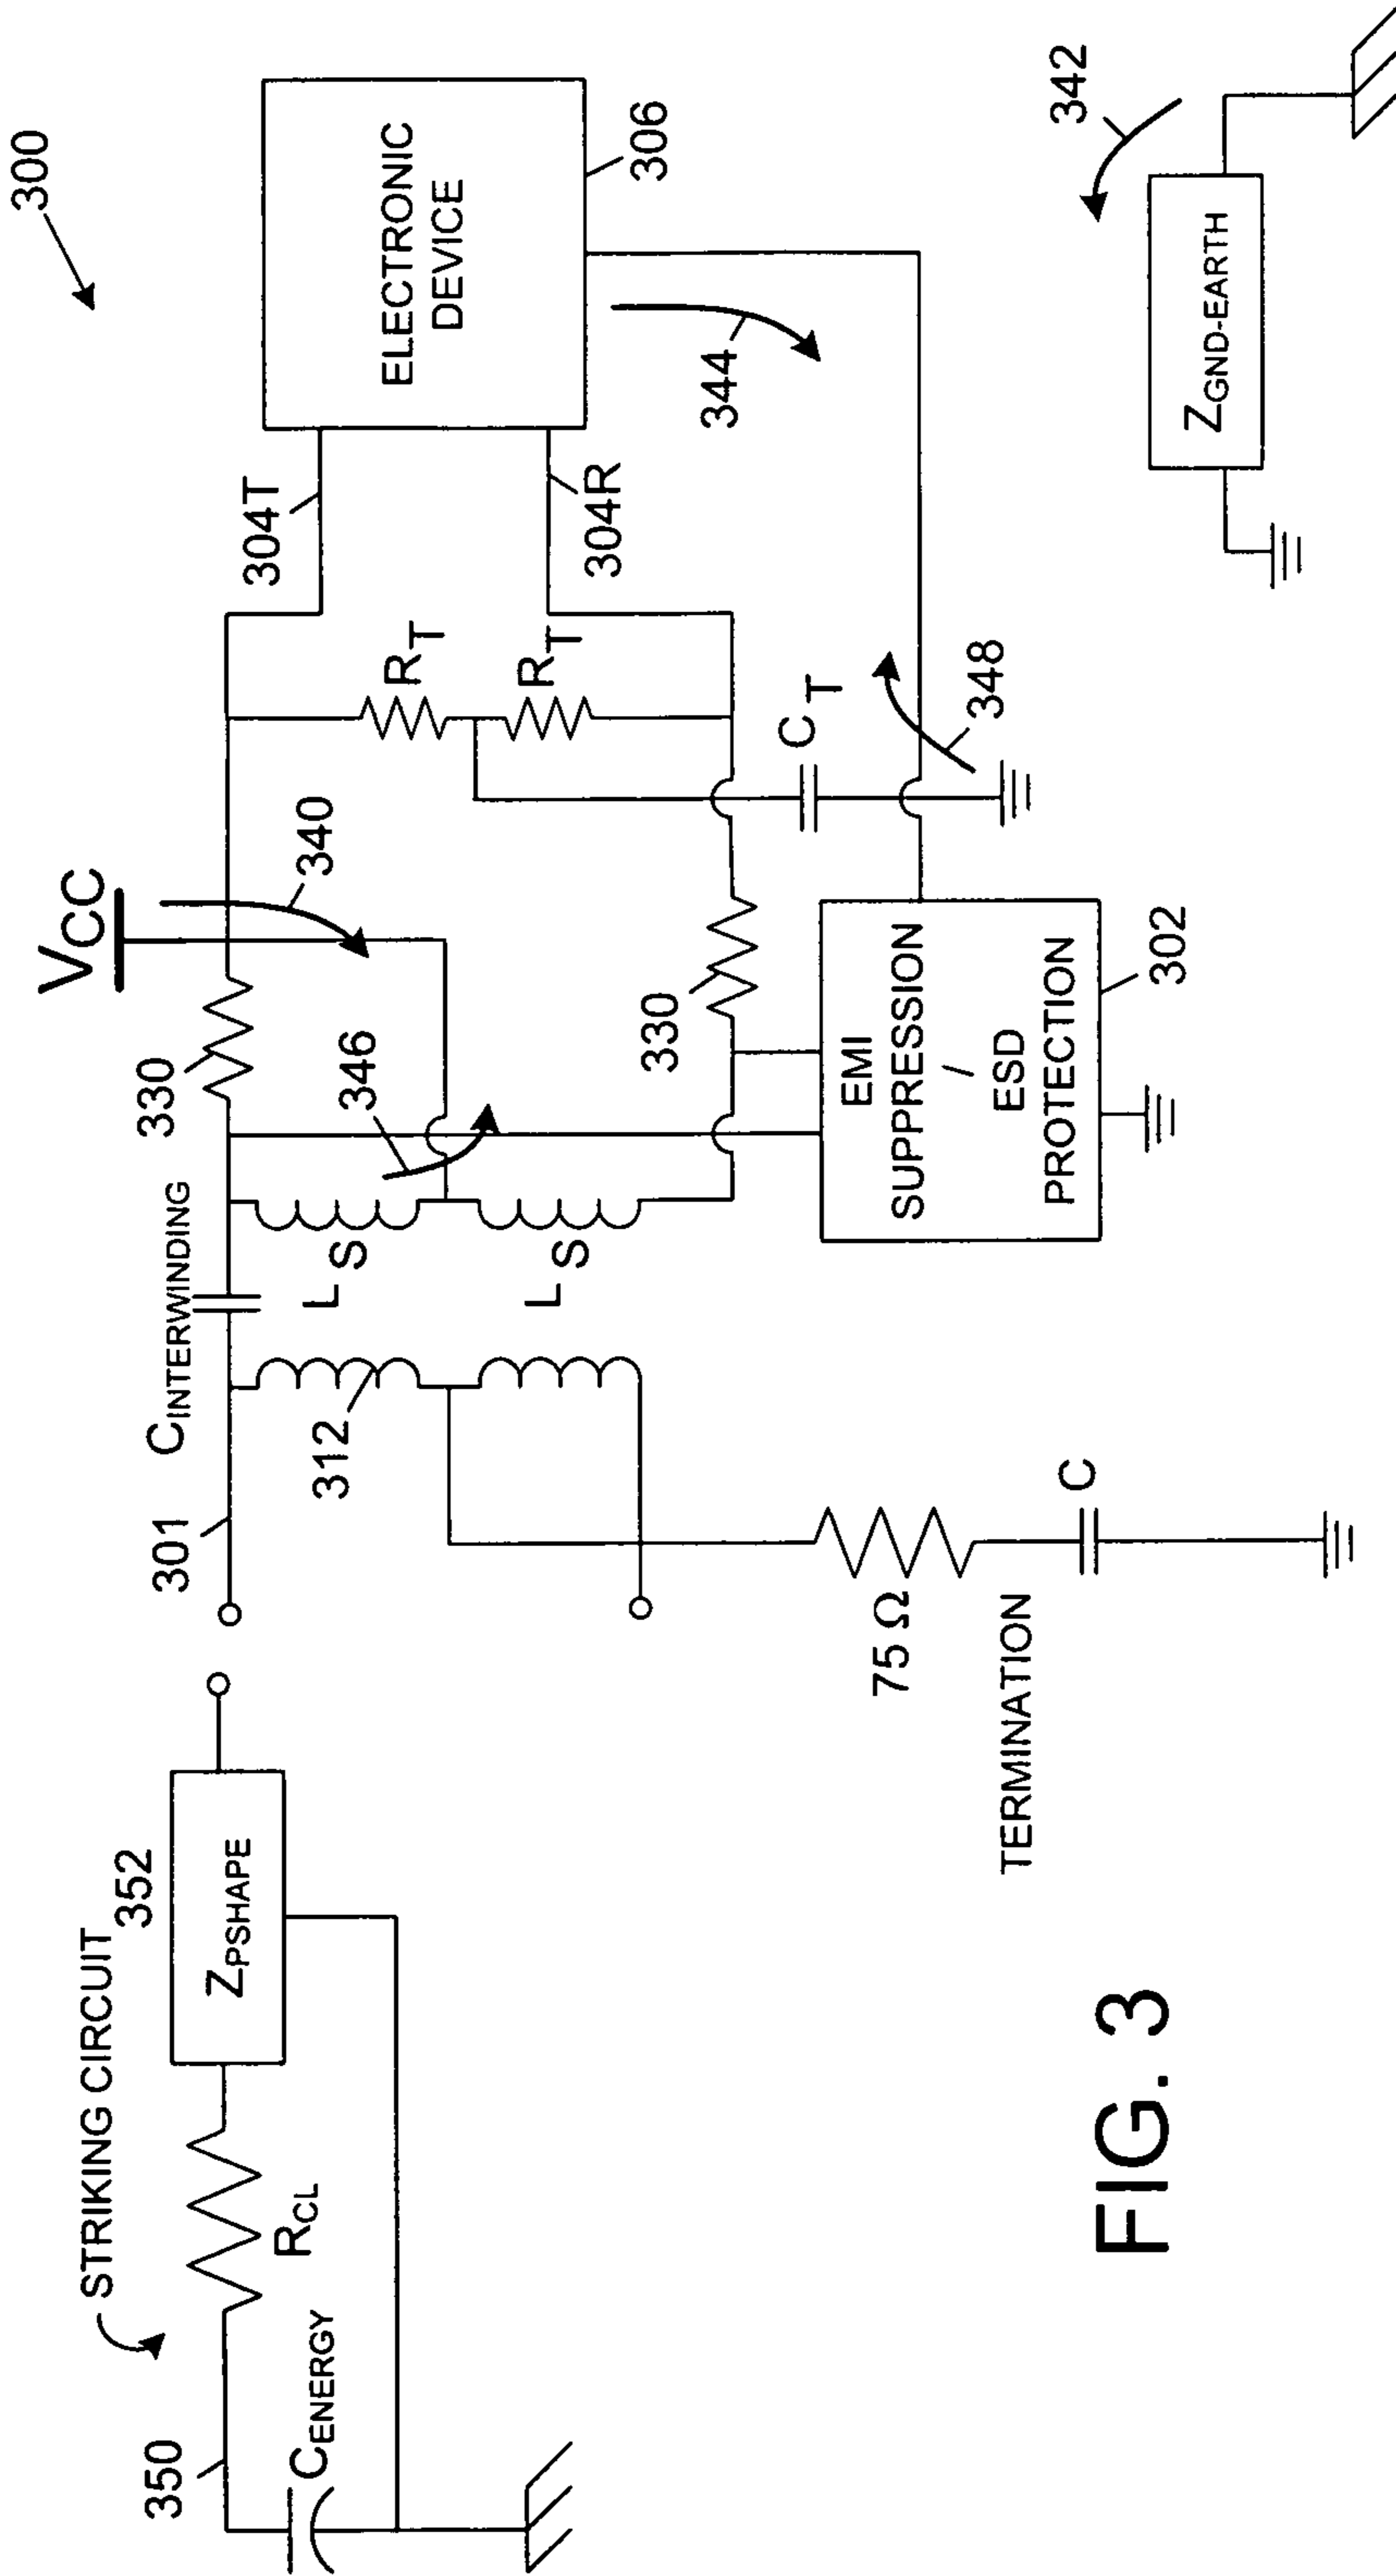 300
STRIKING CIRCUIT
350
352
RCL
CENERGY
ZPSHAPE
301
CINTERWINDING
312
LS
LS
330
VCC
340
346
330
RT
RT
CT
304T
304R
ELECTRONIC
DEVICE
306
344
348
EMI
SUPPRESSION
/
ESD
PROTECTION
302
75 Ω
C
TERMINATION
342
ZGND-EARTH
FIG. 3